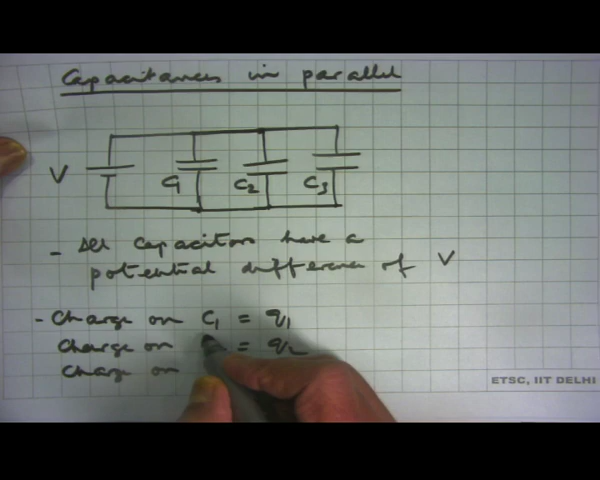 Capacitances in parallel
V C1 C2 C3
- All capacitors have a
potential difference of V
- Charge on C1 = q1
Charge on = q2
Charge on
ETSC, IIT DELHI